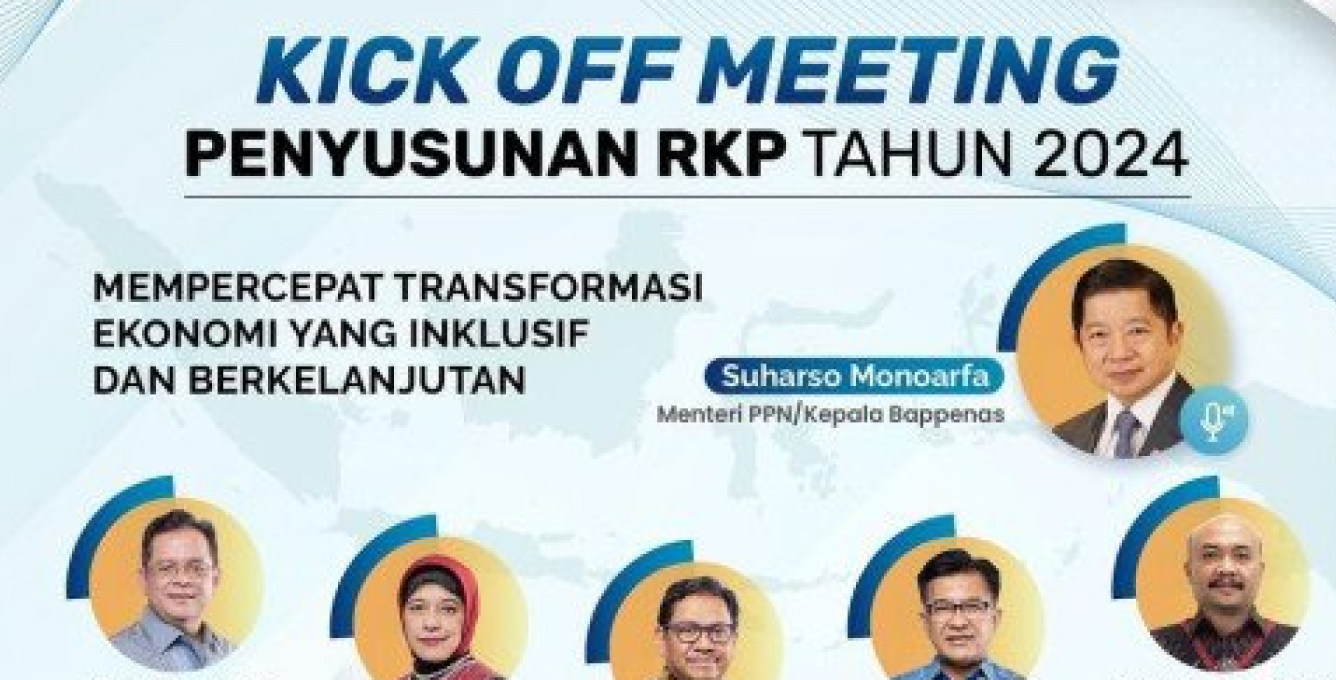 KICK OFF MEETING
PENYUSUNAN RKP TAHUN 2024
MEMPERCEPAT TRANSFORMASI
EKONOMI YANG INKLUSIF
DAN BERKELANJUTAN
Suharso Monoarfa
Menteri PPN/Kepala Bappenas